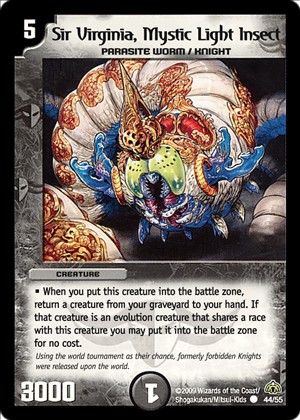 5
Sir Virginia, Mystic Light Insect
PARASITE WORM / KNIGHT
CREATURE
▪ When you put this creature into the battle zone,
return a creature from your graveyard to your hand. If
that creature is an evolution creature that shares a race
with this creature you may put it into the battle zone
for no cost.
Using the world tournament as their chance, formerly forbidden Knights
were released upon the world.
3000
1
©2009 Wizards of the Coast/
Shogakukan/Mitsui-Kids
44/55